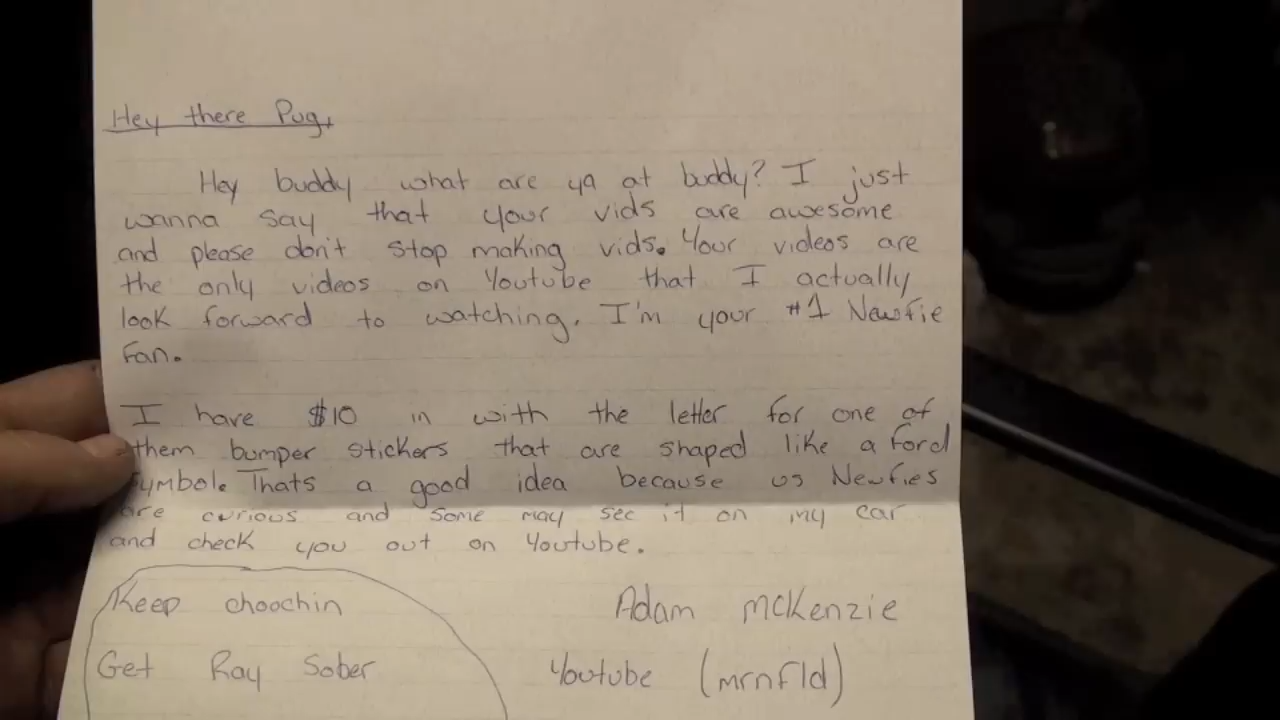 Hey there Pug,
Hey buddy what are ya at buddy? I just
wanna say that your vids are awesome
and please don't stop making vids. Your videos are
the only videos on Youtube that I actually
look forward to watching. I'm your #1 Newfie
Fan.
I have $10 in with the letter for one of
them bumper stickers that are shaped like a Ford
symbol. Thats a good idea because us Newfies
are curious and some may see it on my car
and check you out on Youtube.
Keep choochin
Get Ray Sober
Adam McKenzie
Youtube (mrnfld)